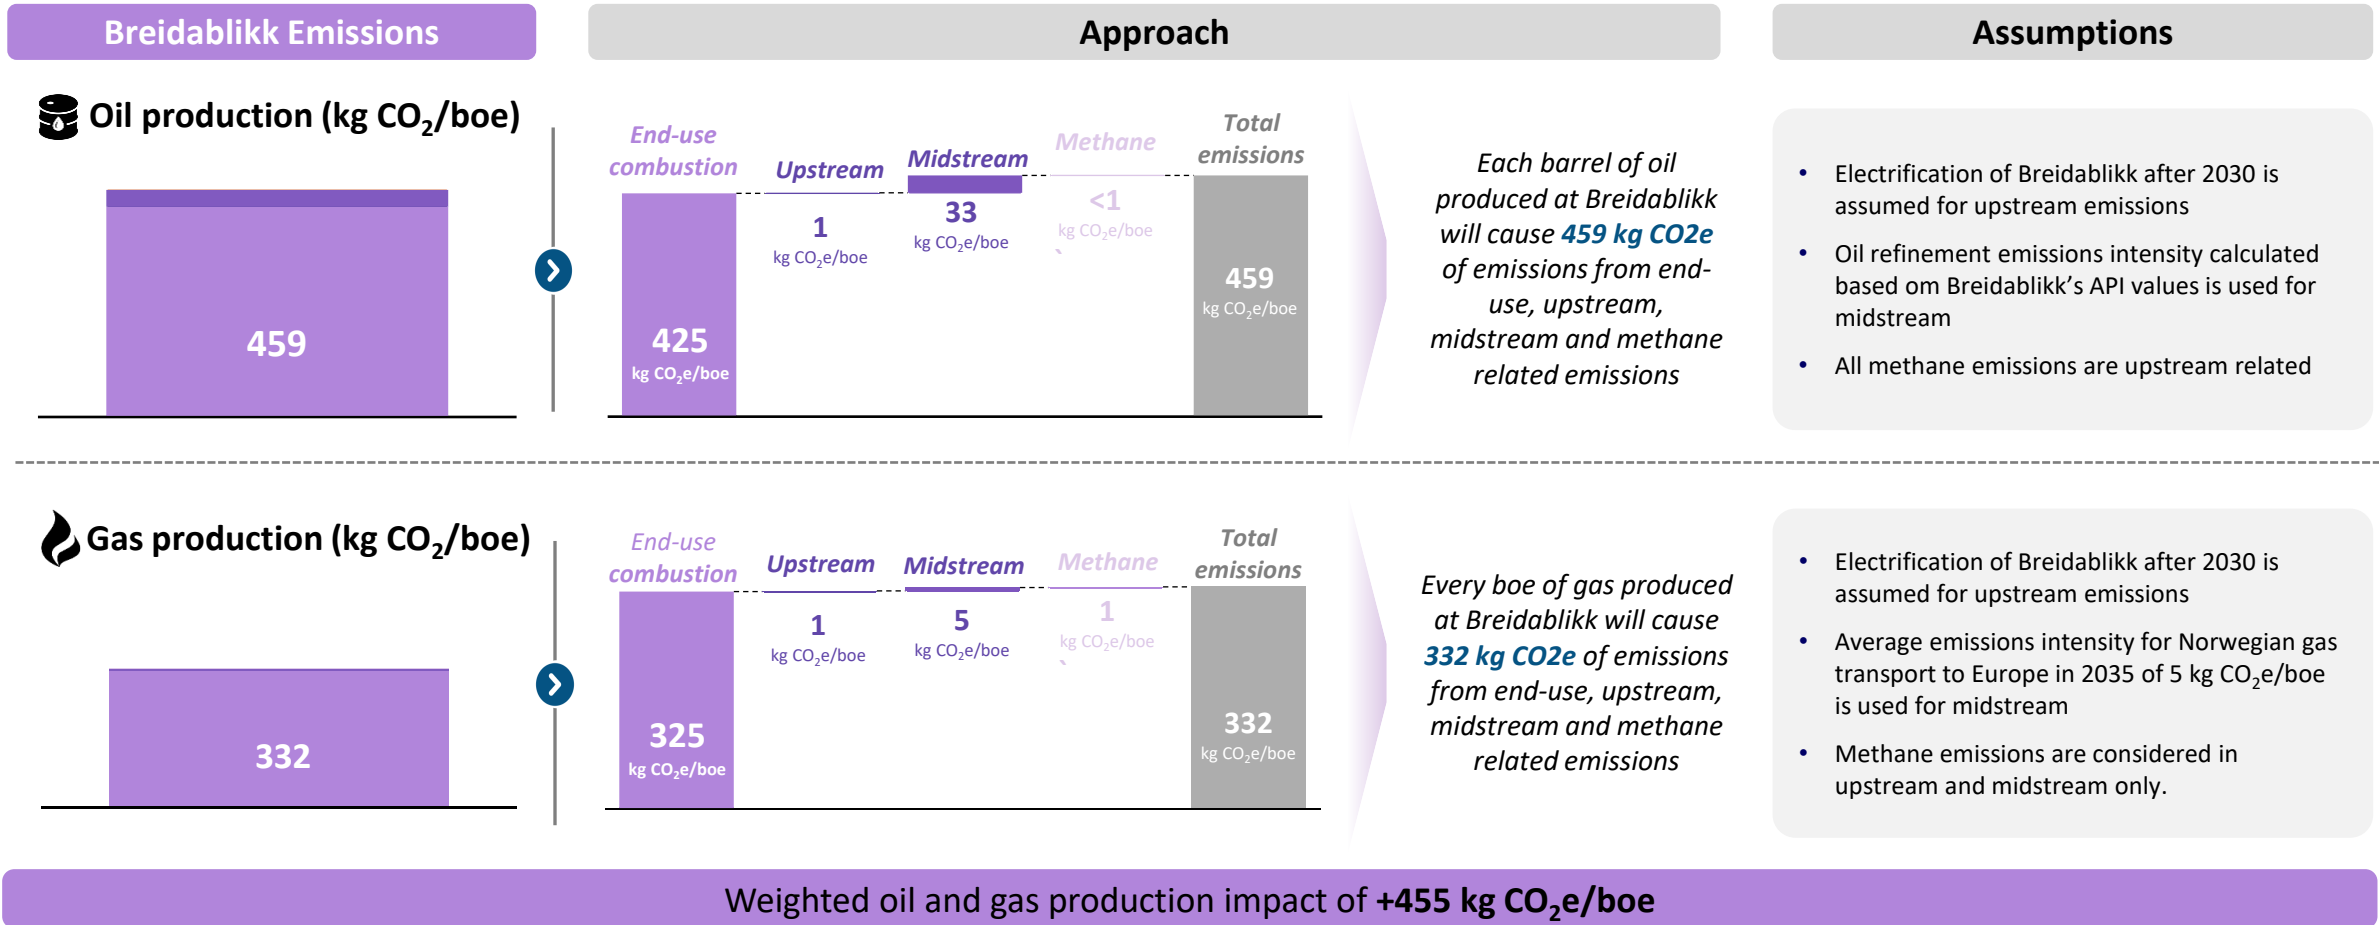 Breidablikk Emissions
Approach
Assumptions
Oil production (kg CO₂/boe)
459
End-use
combustion
Upstream
Midstream
Methane
Total
emissions
425
kg CO₂e/boe
1
kg CO₂e/boe
33
kg CO₂e/boe
<1
kg CO₂e/boe
`
459
kg CO₂e/boe
Each barrel of oil
produced at Breidablikk
will cause 459 kg CO2e
of emissions from end-
use, upstream,
midstream and methane
related emissions
• Electrification of Breidablikk after 2030 is
assumed for upstream emissions
• Oil refinement emissions intensity calculated
based om Breidablikk’s API values is used for
midstream
• All methane emissions are upstream related
Gas production (kg CO₂/boe)
332
End-use
combustion
Upstream
Midstream
Methane
Total
emissions
325
kg CO₂e/boe
1
kg CO₂e/boe
5
kg CO₂e/boe
1
kg CO₂e/boe
`
332
kg CO₂e/boe
Every boe of gas produced
at Breidablikk will cause
332 kg CO2e of emissions
from end-use, upstream,
midstream and methane
related emissions
• Electrification of Breidablikk after 2030 is
assumed for upstream emissions
• Average emissions intensity for Norwegian gas
transport to Europe in 2035 of 5 kg CO₂e/boe
is used for midstream
• Methane emissions are considered in
upstream and midstream only.
Weighted oil and gas production impact of +455 kg CO₂e/boe